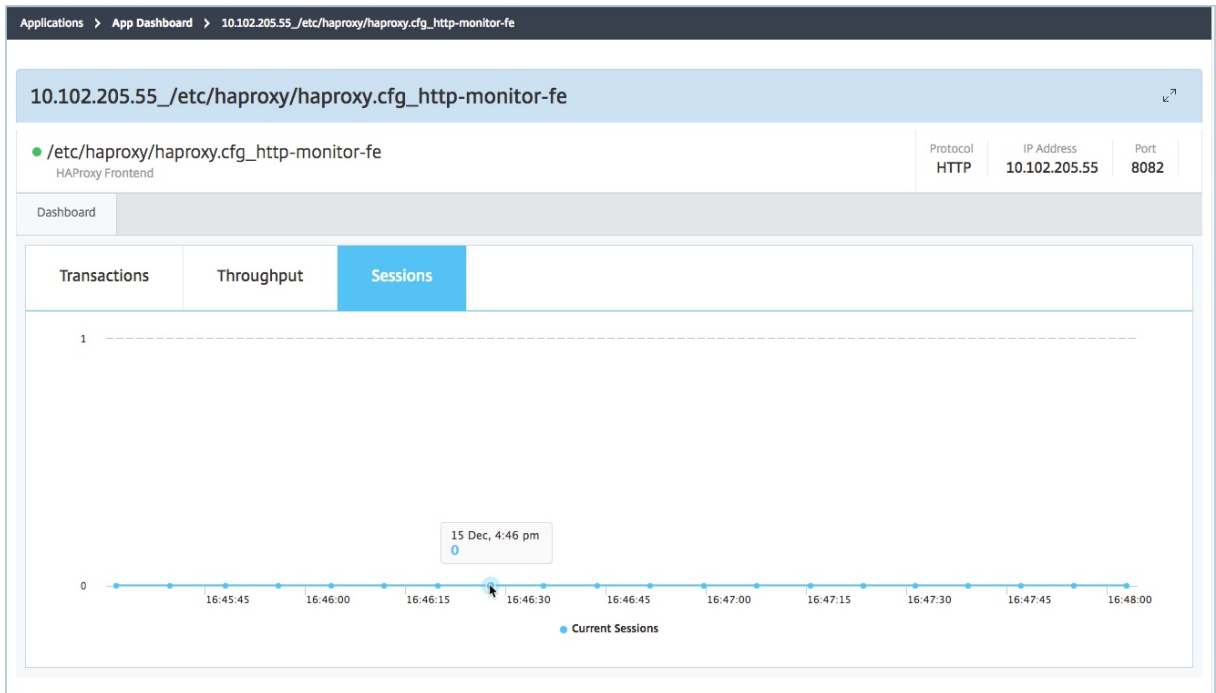 Applications > App Dashboard > 10.102.205.55_/etc/haproxy/haproxy.cfg_http-monitor-fe
10.102.205.55_/etc/haproxy/haproxy.cfg_http-monitor-fe
/etc/haproxy/haproxy.cfg_http-monitor-fe
HAProxy Frontend
Protocol IP Address Port
HTTP 10.102.205.55 8082
Dashboard
Transactions Throughput Sessions
1
15 Dec, 4:46 pm
0
0
16:45:45 16:46:00 16:46:15 16:46:30 16:46:45 16:47:00 16:47:15 16:47:30 16:47:45 16:48:00
Current Sessions